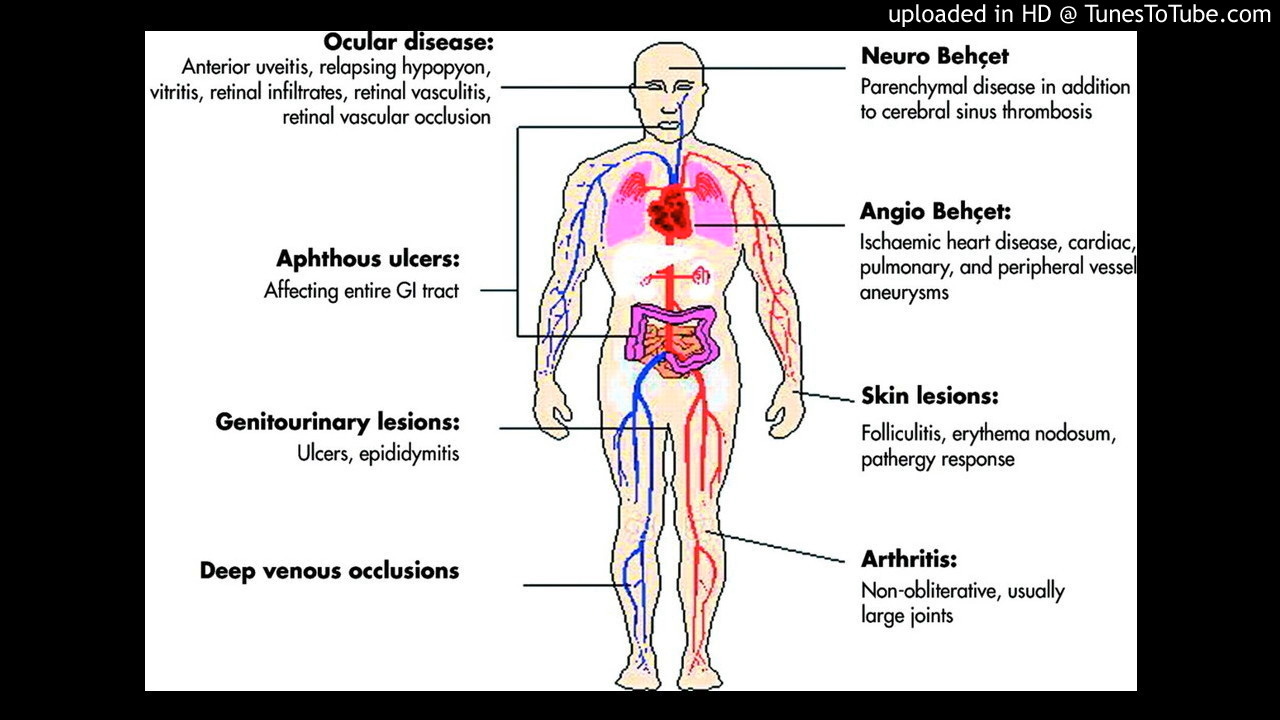 uploaded in HD @ TunesToTube.com
Ocular disease:
Anterior uveitis, relapsing hypopyon,
vitritis, retinal infiltrates, retinal vasculitis,
retinal vascular occlusion
Aphthous ulcers:
Affecting entire GI tract
Genitourinary lesions:
Ulcers, epididymitis
Deep venous occlusions
Neuro Behçet
Parenchymal disease in addition
to cerebral sinus thrombosis
Angio Behçet:
Ischaemic heart disease, cardiac,
pulmonary, and peripheral vessel
aneurysms
Skin lesions:
Folliculitis, erythema nodosum,
pathergy response
Arthritis:
Non-obliterative, usually
large joints